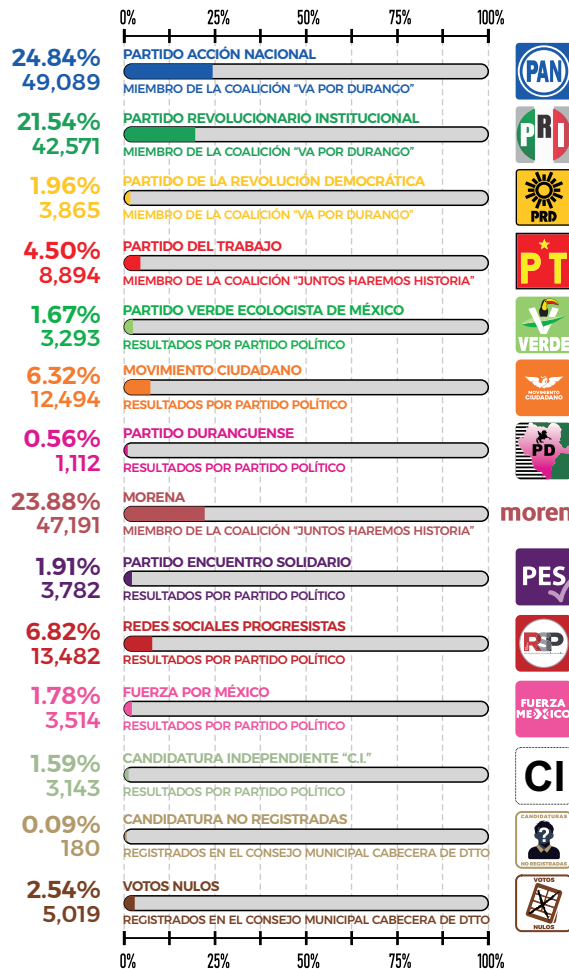 0% 25% 50% 75% 100%
24.84% PARTIDO ACCIÓN NACIONAL
49,089 MIEMBRO DE LA COALICIÓN "VA POR DURANGO"
PAN
21.54% PARTIDO REVOLUCIONARIO INSTITUCIONAL
42,571 MIEMBRO DE LA COALICIÓN "VA POR DURANGO"
PRI
1.96% PARTIDO DE LA REVOLUCIÓN DEMOCRÁTICA
3,865 MIEMBRO DE LA COALICIÓN "VA POR DURANGO"
PRD
4.50% PARTIDO DEL TRABAJO
8,894 MIEMBRO DE LA COALICIÓN "JUNTOS HAREMOS HISTORIA"
PT
1.67% PARTIDO VERDE ECOLOGISTA DE MÉXICO
3,293 RESULTADOS POR PARTIDO POLÍTICO
V
VERDE
6.32% MOVIMIENTO CIUDADANO
12,494 RESULTADOS POR PARTIDO POLÍTICO
MOVIMIENTO
CIUDADANO
0.56% PARTIDO DURANGUENSE
1,112 RESULTADOS POR PARTIDO POLÍTICO
PD
23.88% MORENA
47,191 MIEMBRO DE LA COALICIÓN "JUNTOS HAREMOS HISTORIA"
moren
1.91% PARTIDO ENCUENTRO SOLIDARIO
3,782 RESULTADOS POR PARTIDO POLÍTICO
PES
6.82% REDES SOCIALES PROGRESISTAS
13,482 RESULTADOS POR PARTIDO POLÍTICO
RSP
1.78% FUERZA POR MÉXICO
3,514 RESULTADOS POR PARTIDO POLÍTICO
FUERZA
MEXICO
1.59% CANDIDATURA INDEPENDIENTE "C.I."
3,143 RESULTADOS POR PARTIDO POLÍTICO
CI
0.09% CANDIDATURA NO REGISTRADAS
180 REGISTRADOS EN EL CONSEJO MUNICIPAL CABECERA DE DTTO
CANDIDATURAS
?
NO REGISTRADAS
2.54% VOTOS NULOS
5,019 REGISTRADOS EN EL CONSEJO MUNICIPAL CABECERA DE DTTO
VOTOS
NULOS
0% 25% 50% 75% 100%